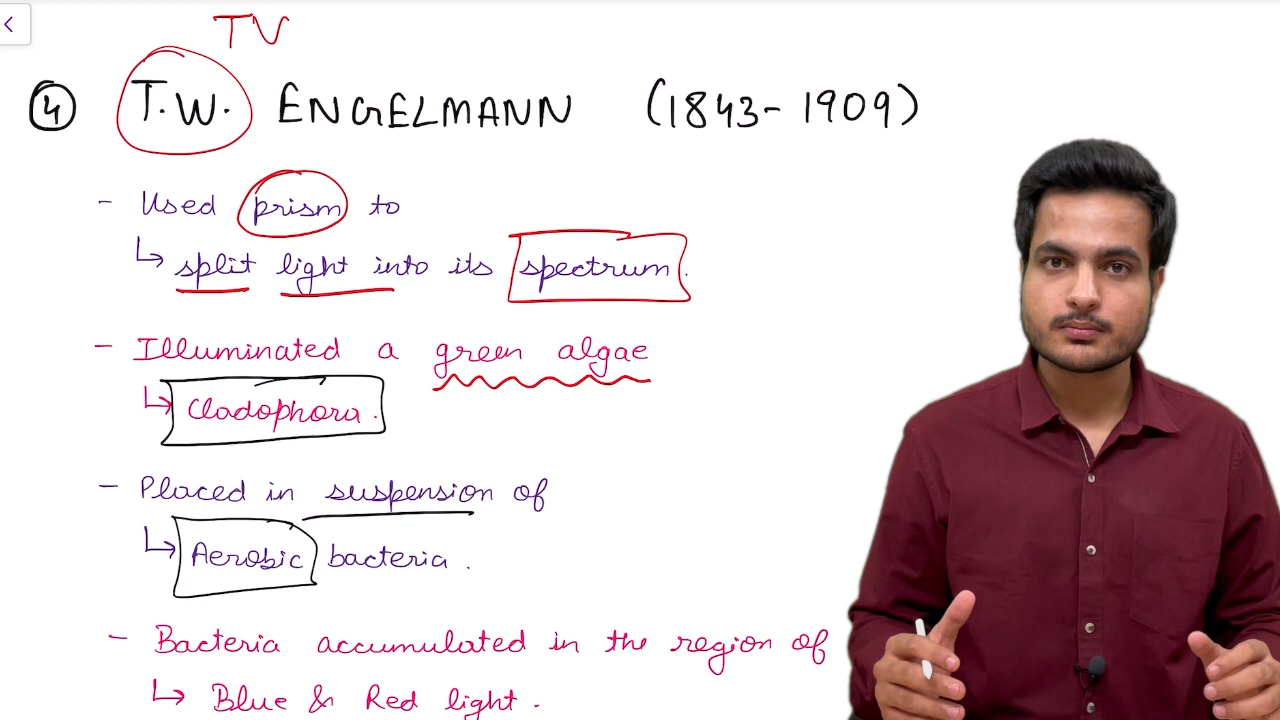 TV
④ T.W. ENGELMANN (1843-1909)
- Used prism to
↳ split light into its spectrum.
- Illuminated a green algae
↳ Cladophora.
- Placed in suspension of
↳ Aerobic bacteria.
- Bacteria accumulated in the region of
↳ Blue & Red light.